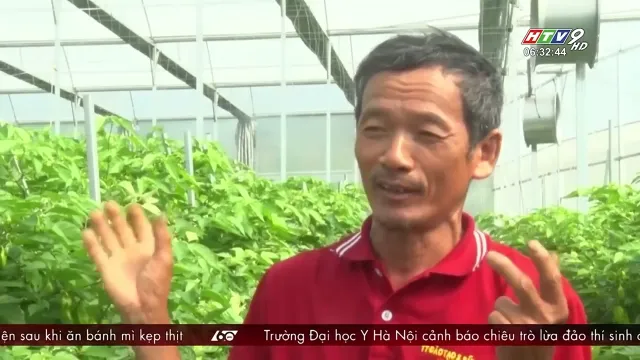 HTV9 HD
06:32:44
ện sau khi ăn bánh mì kẹp thịt 60 Trường Đại học Y Hà Nội cảnh báo chiêu trò lừa đảo thí sinh